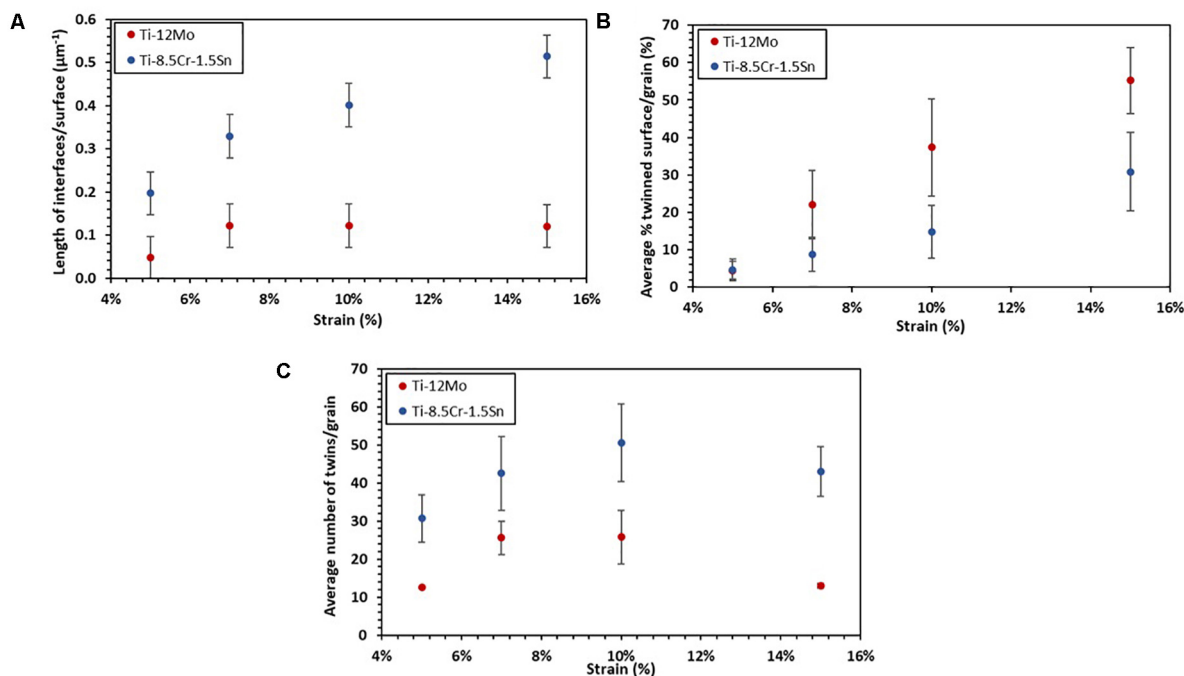 A
Length of interfaces/surface (µm⁻¹)
0.6
0.5
0.4
0.3
0.2
0.1
0.0
Ti-12Mo
Ti-8.5Cr-1.5Sn
4%
6%
8%
10%
12%
14%
16%
Strain (%)
B
Average % twinned surface/grain (%)
70
60
50
40
30
20
10
0
Ti-12Mo
Ti-8.5Cr-1.5Sn
4%
6%
8%
10%
12%
14%
16%
Strain (%)
C
Average number of twins/grain
70
60
50
40
30
20
10
0
Ti-12Mo
Ti-8.5Cr-1.5Sn
4%
6%
8%
10%
12%
14%
16%
Strain (%)